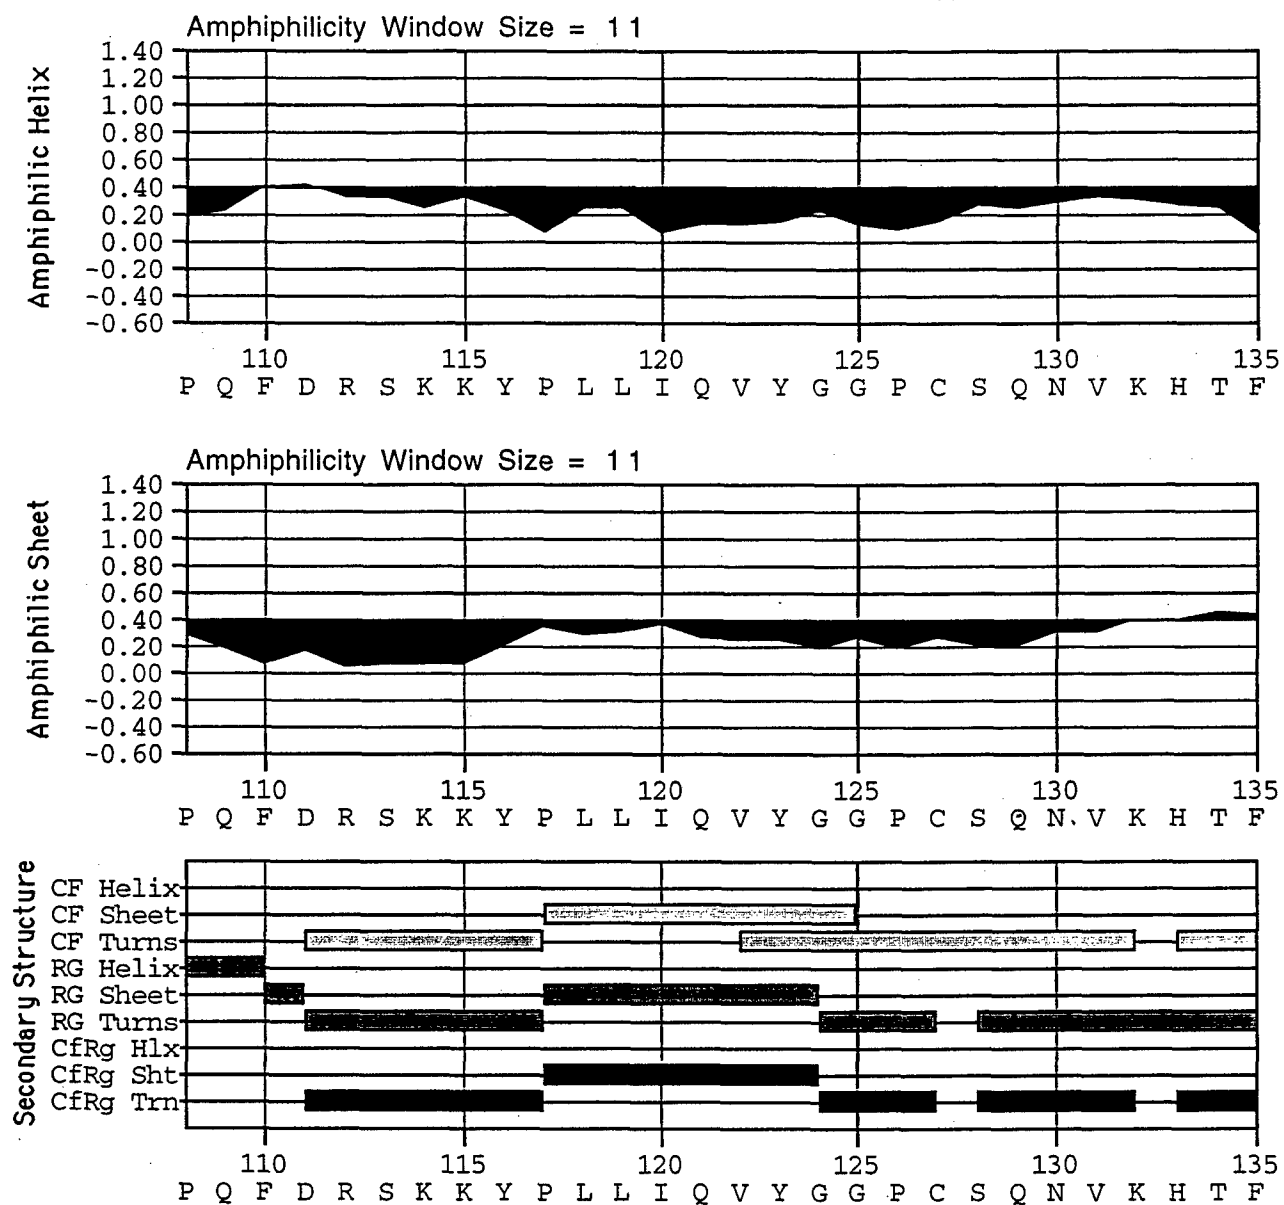 Amphiphilicity Window Size = 11
Amphiphilic Helix
1.40
1.20
1.00
0.80
0.60
0.40
0.20
0.00
-0.20
-0.40
-0.60
110 115 120 125 130 135
P Q F D R S K K Y P L L I Q V Y G G P C S Q N V K H T F
Amphiphilicity Window Size = 11
Amphiphilic Sheet
1.40
1.20
1.00
0.80
0.60
0.40
0.20
0.00
-0.20
-0.40
-0.60
110 115 120 125 130 135
P Q F D R S K K Y P L L I Q V Y G G P C S Q N V K H T F
Secondary Structure
CF Helix
CF Sheet
CF Turns
RG Helix
RG Sheet
RG Turns
CfRg Hlx
CfRg Sht
CfRg Trn
110 115 120 125 130 135
P Q F D R S K K Y P L L I Q V Y G G P C S Q N V K H T F